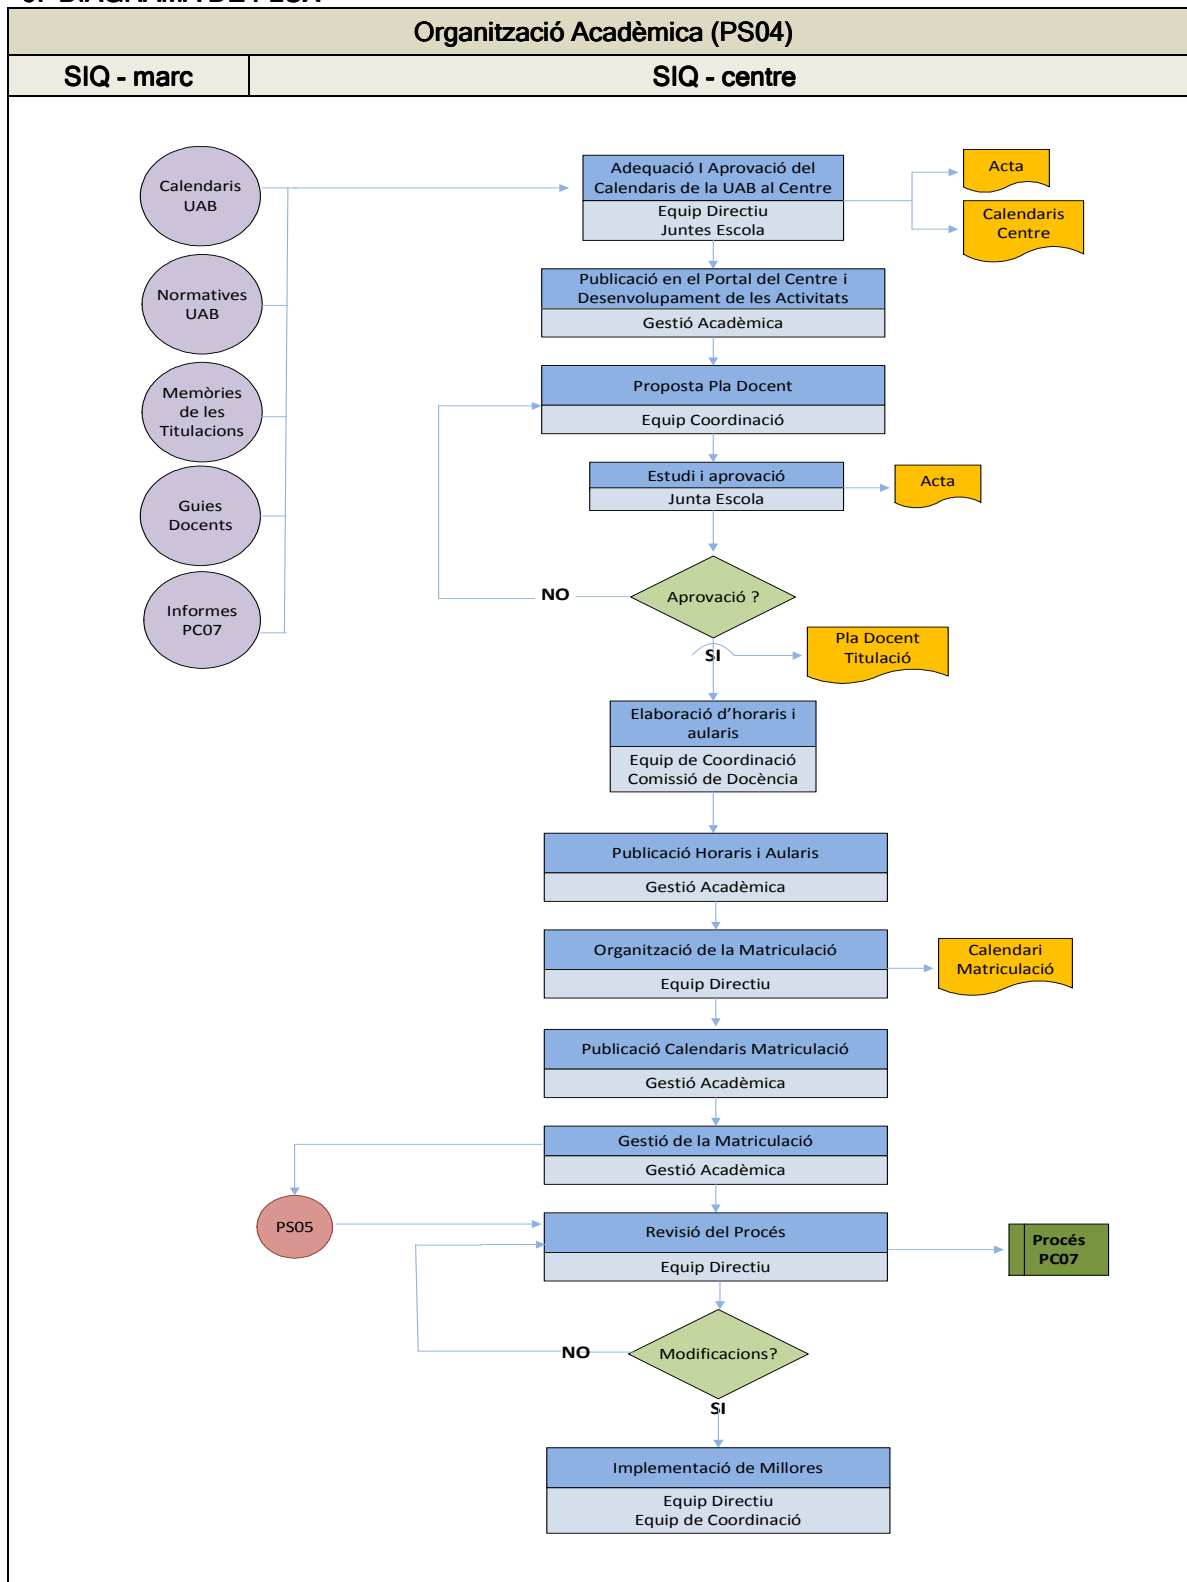 Organització Acadèmica (PS04)
SIQ - marc
SIQ - centre
Calendaris
UAB
Normatives
UAB
Memòries
de les
Titulacions
Guies
Docents
Informes
PC07
Adequació I Aprovació del
Calendaris de la UAB al Centre
Equip Directiu
Juntes Escola
Acta
Calendaris
Centre
Publicació en el Portal del Centre i
Desenvolupament de les Activitats
Gestió Acadèmica
Proposta Pla Docent
Equip Coordinació
Estudi i aprovació
Junta Escola
Acta
NO
Aprovació ?
SI
Pla Docent
Titulació
Elaboració d’horaris i
aularis
Equip de Coordinació
Comissió de Docència
Publicació Horaris i Aularis
Gestió Acadèmica
Organització de la Matriculació
Equip Directiu
Calendari
Matriculació
Publicació Calendaris Matriculació
Gestió Acadèmica
Gestió de la Matriculació
Gestió Acadèmica
PS05
Revisió del Procés
Equip Directiu
Procés
PC07
NO
Modificacions?
SI
Implementació de Millores
Equip Directiu
Equip de Coordinació